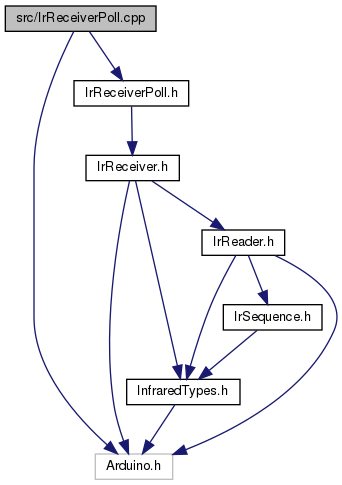 src/IrReceiverPoll.cpp
IrReceiverPoll.h
IrReceiver.h
IrReader.h
IrSequence.h
InfraredTypes.h
Arduino.h